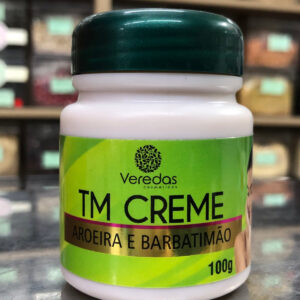 Veredas
cosméticos
TM CREME
AROEIRA E BARBATIMÃO
100g